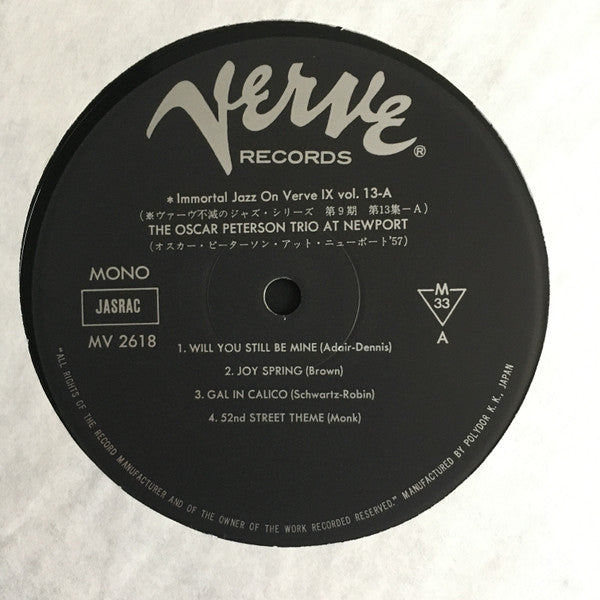 Verve
RECORDS ®
* Immortal Jazz On Verve IX vol. 13-A
(※ヴァーヴ不滅のジャズ・シリーズ 第9期 第13集-A)
THE OSCAR PETERSON TRIO AT NEWPORT
(オスカー・ピーターソン・アット・ニューポート'57)
MONO
JASRAC
MV 2618
M
33
A
1. WILL YOU STILL BE MINE (Adair-Dennis)
2. JOY SPRING (Brown)
3. GAL IN CALICO (Schwartz-Robin)
4. 52nd STREET THEME (Monk)
"ALL RIGHTS OF THE RECORD MANUFACTURER AND OF THE OWNER OF THE WORK RECORDED RESERVED." MANUFACTURED BY POLYDOR K. K., JAPAN